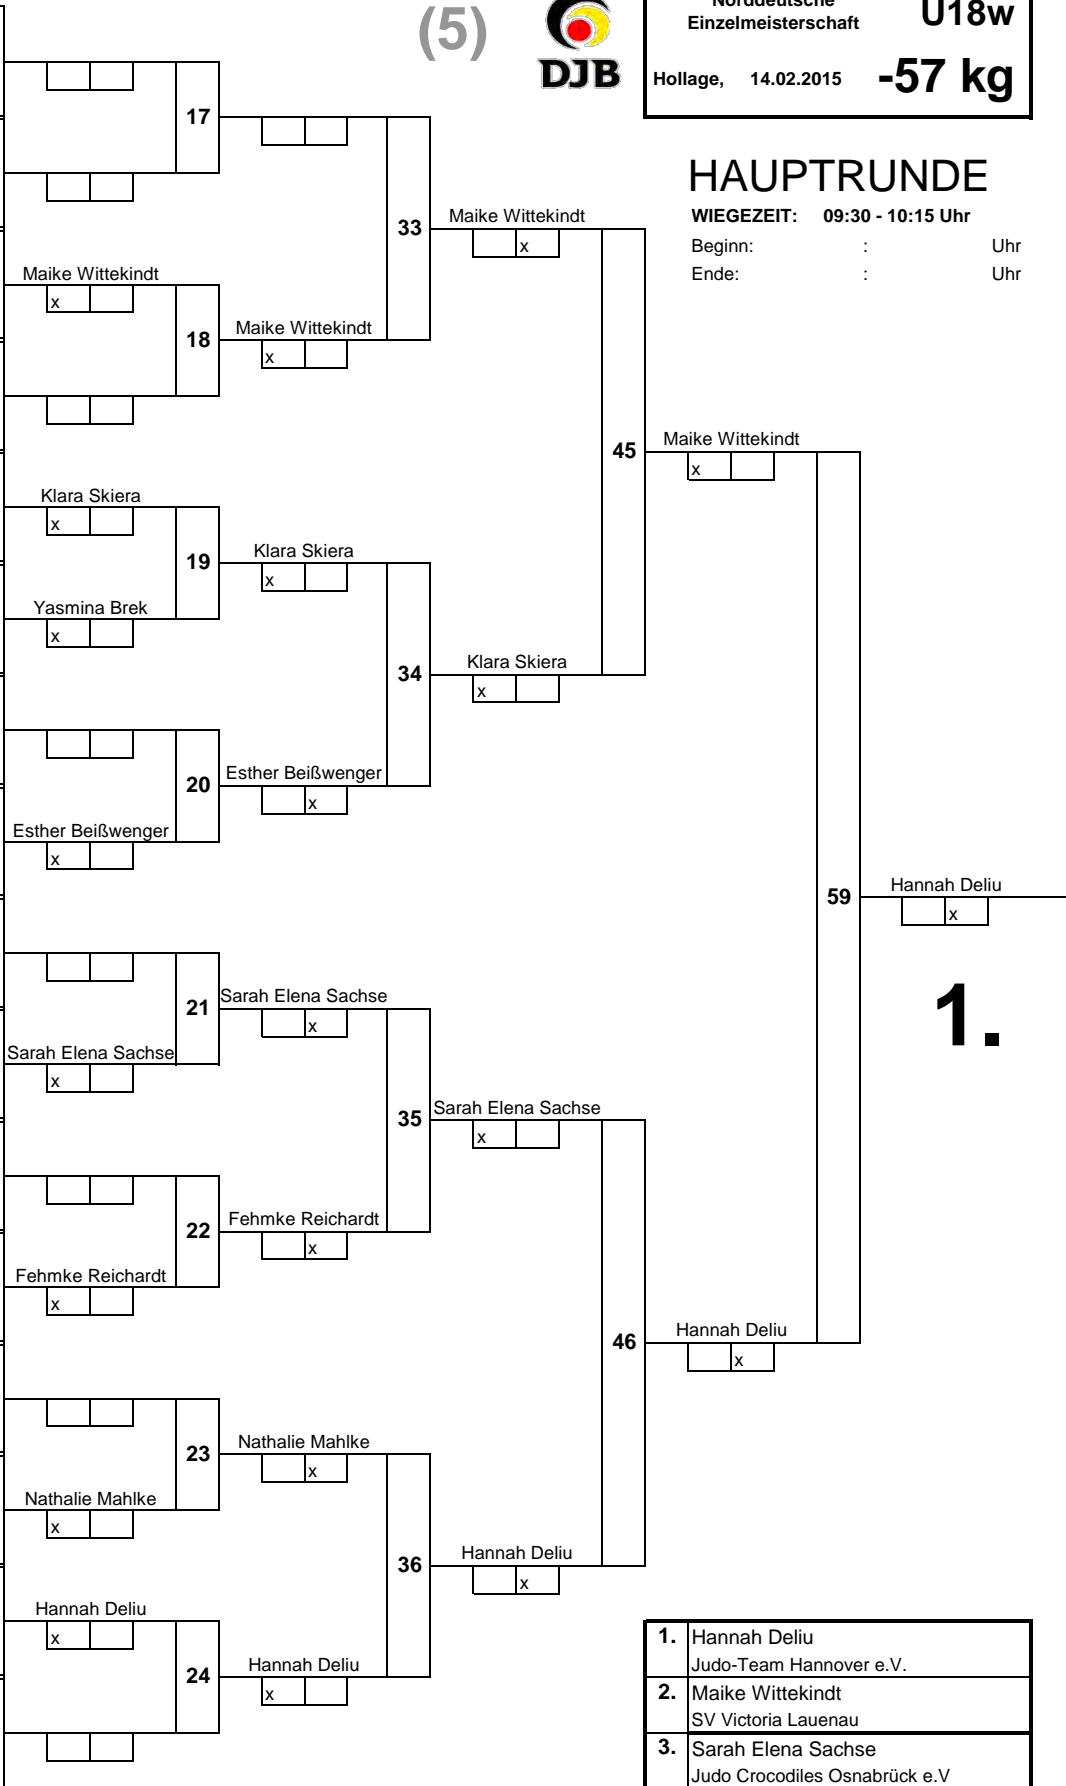 (5)
DJB
Norddeutsche
Einzelmeisterschaft
U18w
Hollage, 14.02.2015 -57 kg
HAUPTRUNDE
WIEGEZEIT: 09:30 - 10:15 Uhr
Beginn: : Uhr
Ende: : Uhr
17
33
Maike Wittekindt
x
Maike Wittekindt
x
18
Maike Wittekindt
x
45
Maike Wittekindt
x
Klara Skiera
x
19
Klara Skiera
x
Yasmina Brek
x
34
Klara Skiera
x
20
Esther Beißwenger
x
Esther Beißwenger
x
59
Hannah Deliu
x
1.
21
Sarah Elena Sachse
x
Sarah Elena Sachse
x
35
Sarah Elena Sachse
x
22
Fehmke Reichardt
x
Fehmke Reichardt
x
46
Hannah Deliu
x
23
Nathalie Mahlke
x
Nathalie Mahlke
x
36
Hannah Deliu
x
Hannah Deliu
x
24
Hannah Deliu
x
1. Hannah Deliu
Judo-Team Hannover e.V.
2. Maike Wittekindt
SV Victoria Lauenau
3. Sarah Elena Sachse
Judo Crocodiles Osnabrück e.V